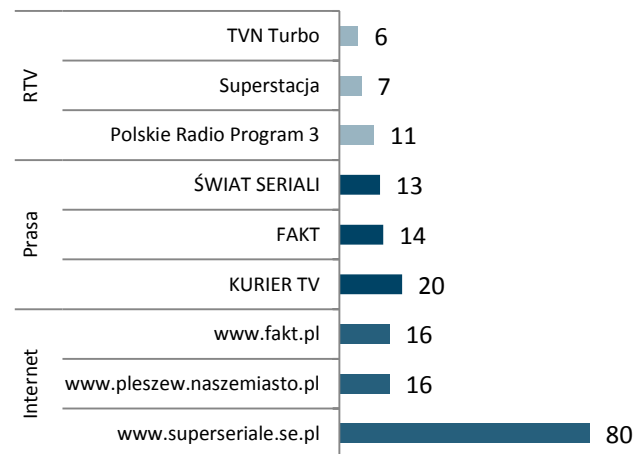 RTV
TVN Turbo 6
Superstacja 7
Polskie Radio Program 3 11
Prasa
ŚWIAT SERIALI 13
FAKT 14
KURIER TV 20
Internet
www.fakt.pl 16
www.pleszew.naszemiasto.pl 16
www.superseriale.se.pl 80